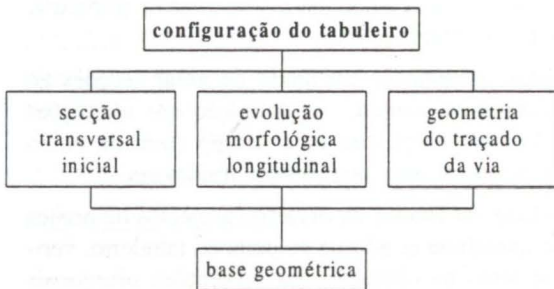 configuração do tabuleiro
secção
transversal
inicial
evolução
morfológica
longitudinal
geometria
do traçado
da via
base geométrica